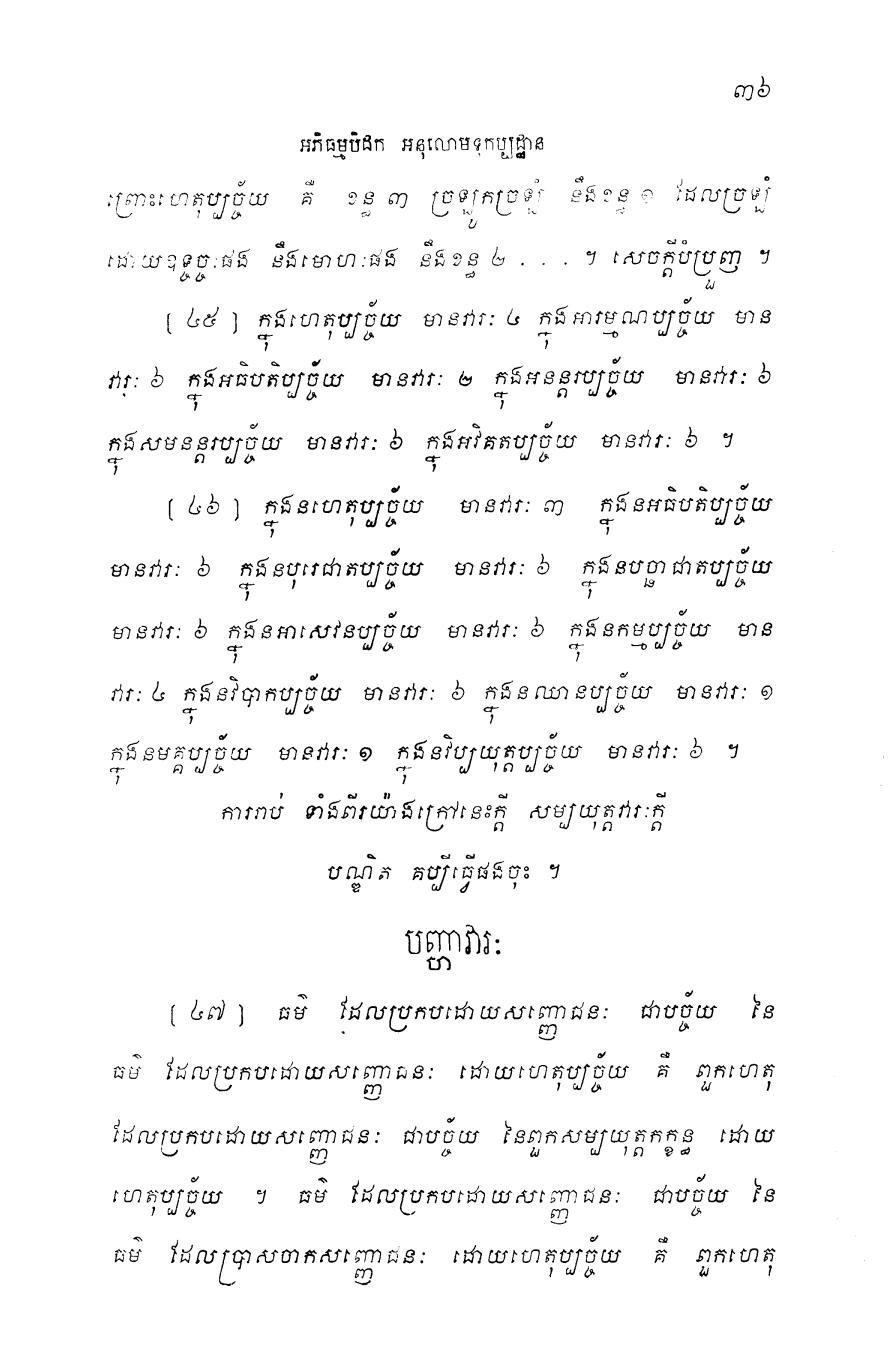 ៣៦
អភិធម្មបិដក អនុលោមទុកប្បដ្ឋាន
ព្រោះហេតុប្បច្ច័យ គឺ ខន្ធ ៣ ច្រឡូកច្រឡំ នឹងខន្ធ ១ ដែលច្រឡំ
ដោយឧទ្ធច្ចៈផង នឹងមោហៈផង នឹងខន្ធ ២ . . . ។ សេចក្តីបំប្រួញ ។
[ ៤៥ ] ក្នុងហេតុប្បច្ច័យ មានវារៈ ៤ ក្នុងអារម្មណប្បច្ច័យ មាន
វារៈ ៦ ក្នុងអធិបតិប្បច្ច័យ មានវារៈ ២ ក្នុងអនន្តរប្បច្ច័យ មានវារៈ ៦
ក្នុងសមនន្តរប្បច្ច័យ មានវារៈ ៦ ក្នុងអវិគតប្បច្ច័យ មានវារៈ ៦ ។
[ ៤៦ ] ក្នុងនហេតុប្បច្ច័យ មានវារៈ ៣ ក្នុងនអធិបតិប្បច្ច័យ
មានវារៈ ៦ ក្នុងនបុរេជាតប្បច្ច័យ មានវារៈ ៦ ក្នុងនបច្ឆាជាតប្បច្ច័យ
មានវារៈ ៦ ក្នុងនអាសេវនប្បច្ច័យ មានវារៈ ៦ ក្នុងនកម្មប្បច្ច័យ មាន
វារៈ ៤ ក្នុងនវិបាកប្បច្ច័យ មានវារៈ ៦ ក្នុងនឈានប្បច្ច័យ មានវារៈ ១
ក្នុងនមគ្គប្បច្ច័យ មានវារៈ ១ ក្នុងនវិប្បយុត្តប្បច្ច័យ មានវារៈ ៦ ។
ការរាប់ ទាំងពីរយ៉ាងក្រៅនេះក្តី សម្បយុត្តវារៈក្តី
បណ្ឌិត គប្បីធ្វើផងចុះ ។
បញ្ហាវារៈ
[ ៤៧ ] ធម៌ ដែលប្រកបដោយសញ្ញោជនៈ ជាបច្ច័យ នៃ
ធម៌ ដែលប្រកបដោយសញ្ញោជនៈ ដោយហេតុប្បច្ច័យ គឺ ពួកហេតុ
ដែលប្រកបដោយសញ្ញោជនៈ ជាបច្ច័យ នៃពួកសម្បយុត្តកក្ខន្ធ ដោយ
ហេតុប្បច្ច័យ ។ ធម៌ ដែលប្រកបដោយសញ្ញោជនៈ ជាបច្ច័យ នៃ
ធម៌ ដែលប្រាសចាកសញ្ញោជនៈ ដោយហេតុប្បច្ច័យ គឺ ពួកហេតុ